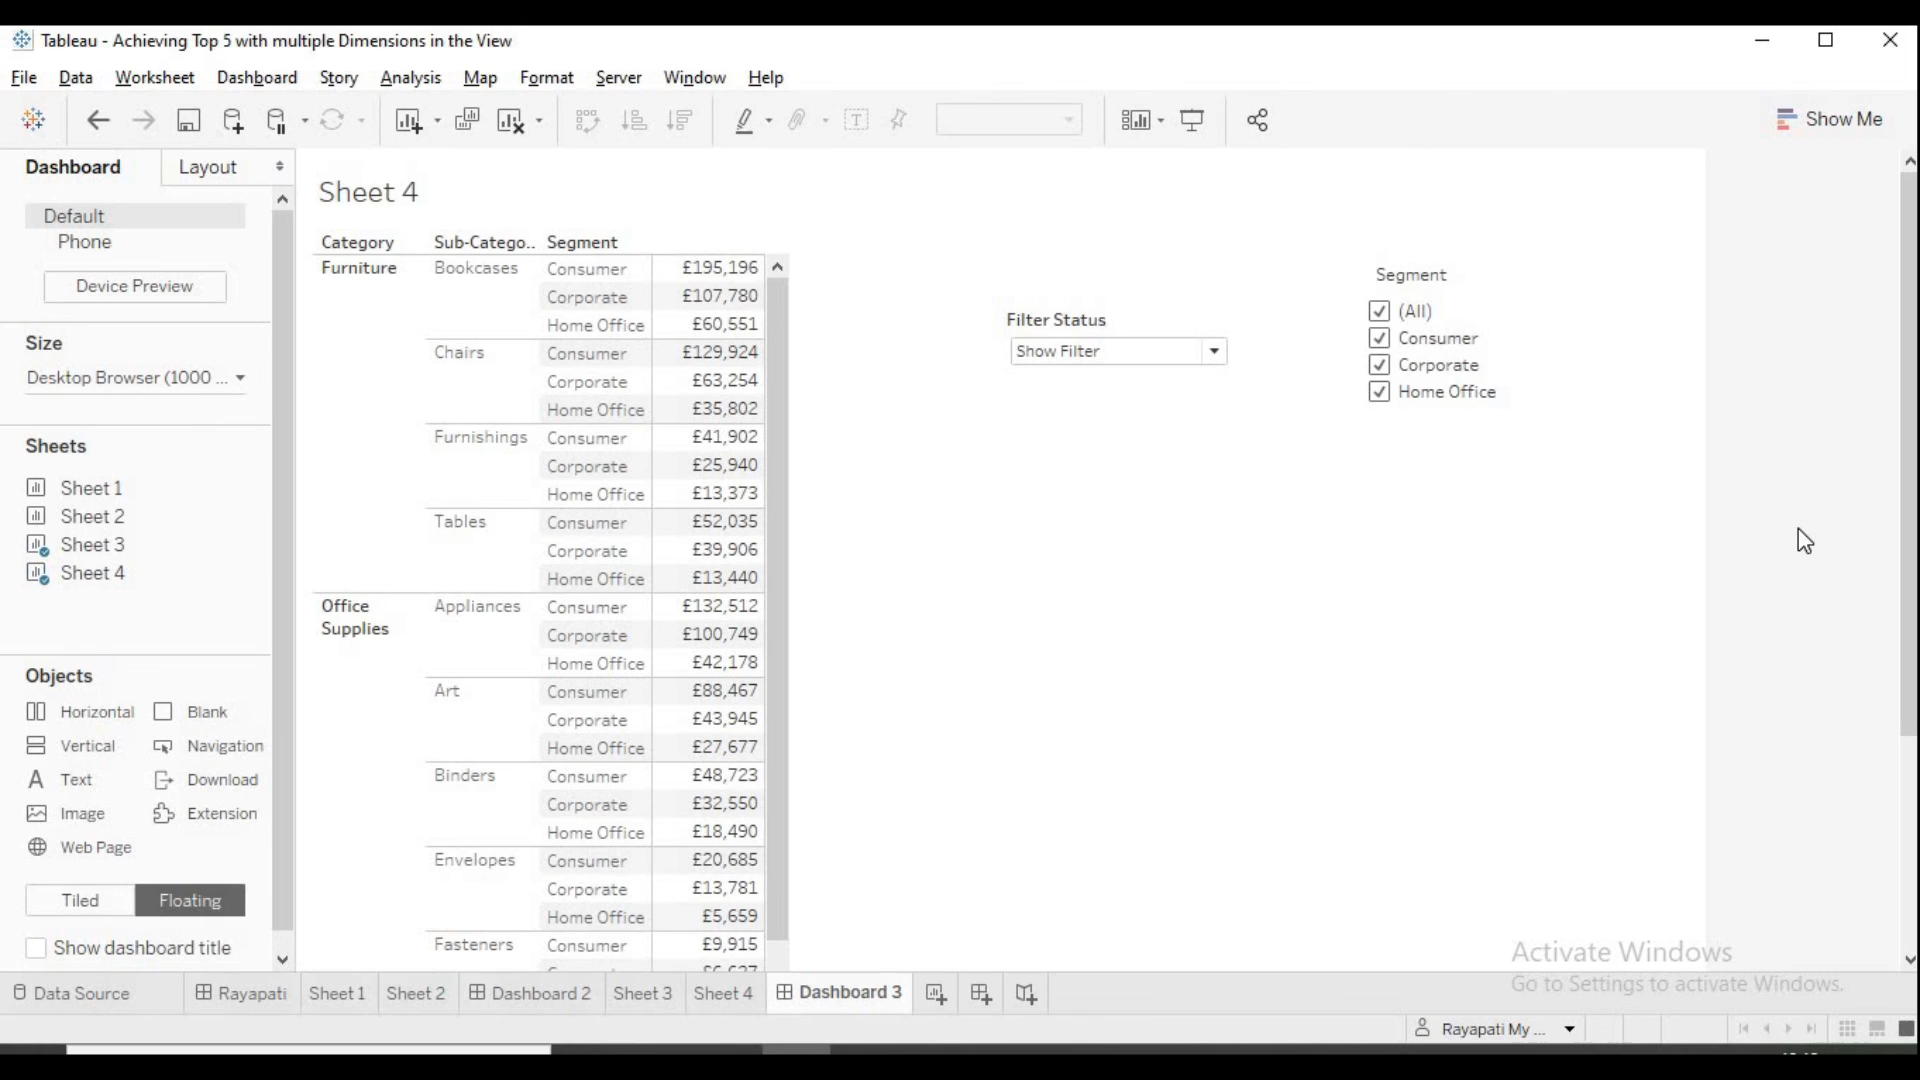 Tableau - Achieving Top 5 with multiple Dimensions in the View
File Data Worksheet Dashboard Story Analysis Map Format Server Window Help
Show Me
Dashboard Layout
Default
Phone
Device Preview
Size
Desktop Browser (1000 ...
Sheets
Sheet 1
Sheet 2
Sheet 3
Sheet 4
Objects
Horizontal Blank
Vertical Navigation
Text Download
Image Extension
Web Page
Tiled Floating
Show dashboard title
Sheet 4
Category Sub-Catego.. Segment
Furniture Bookcases Consumer £195,196
Corporate £107,780
Home Office £60,551
Chairs Consumer £129,924
Corporate £63,254
Home Office £35,802
Furnishings Consumer £41,902
Corporate £25,940
Home Office £13,373
Tables Consumer £52,035
Corporate £39,906
Home Office £13,440
Office Supplies Appliances Consumer £132,512
Corporate £100,749
Home Office £42,178
Art Consumer £88,467
Corporate £43,945
Home Office £27,677
Binders Consumer £48,723
Corporate £32,550
Home Office £18,490
Envelopes Consumer £20,685
Corporate £13,781
Home Office £5,659
Fasteners Consumer £9,915
Filter Status
Show Filter
Segment
(All)
Consumer
Corporate
Home Office
Activate Windows
Go to Settings to activate Windows.
Data Source Rayapati Sheet 1 Sheet 2 Dashboard 2 Sheet 3 Sheet 4 Dashboard 3
Rayapati My ...